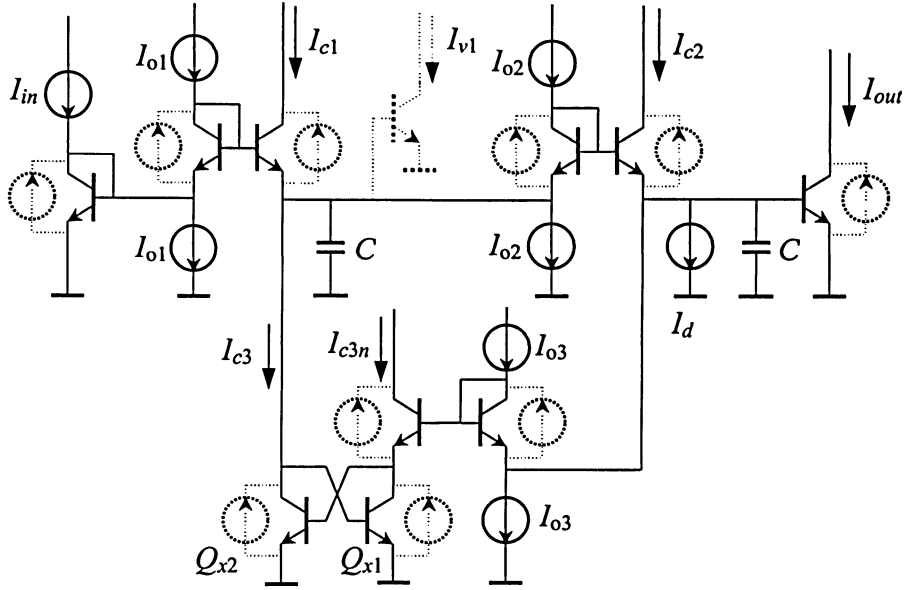 I_in
I_o1
I_c1
I_v1
I_o2
I_c2
I_out
I_o1
C
I_o2
I_d
C
I_c3
I_c3n
I_o3
I_o3
Q_x2
Q_x1